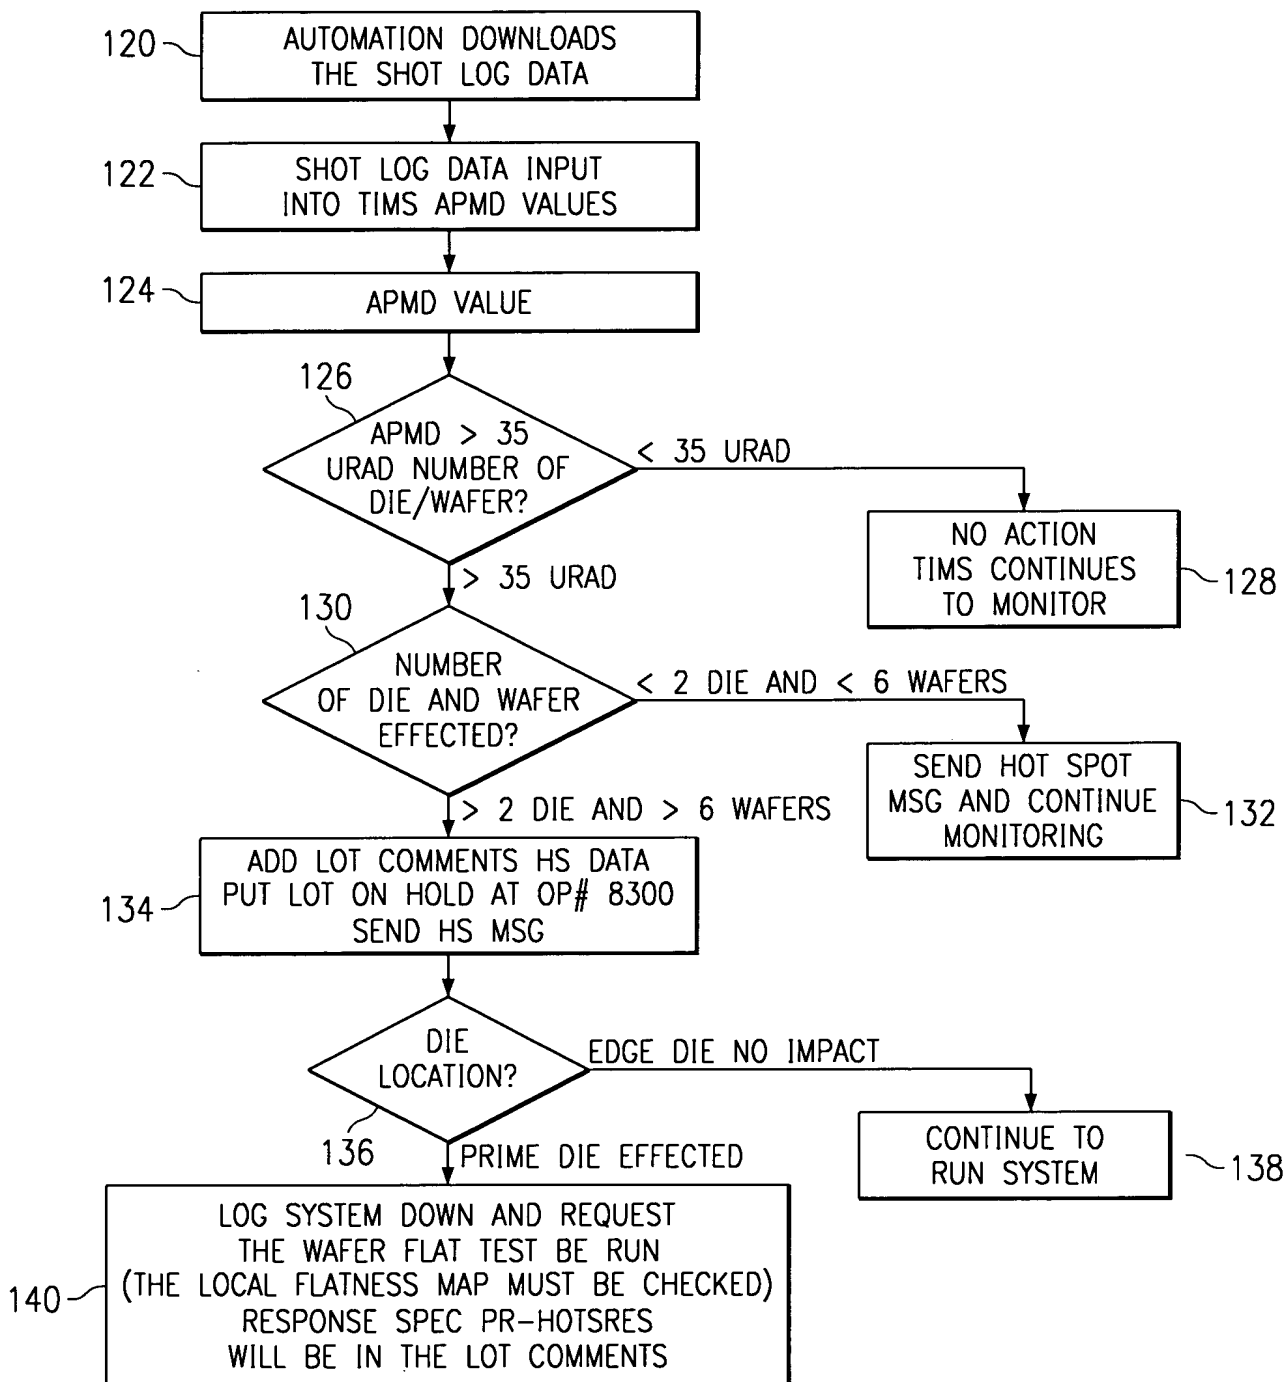 120
AUTOMATION DOWNLOADS
THE SHOT LOG DATA
122
SHOT LOG DATA INPUT
INTO TIMS APMD VALUES
124
APMD VALUE
126
APMD > 35
URAD NUMBER OF
DIE/WAFER?
< 35 URAD
NO ACTION
TIMS CONTINUES
TO MONITOR
128
> 35 URAD
130
NUMBER
OF DIE AND WAFER
EFFECTED?
< 2 DIE AND < 6 WAFERS
SEND HOT SPOT
MSG AND CONTINUE
MONITORING
132
> 2 DIE AND > 6 WAFERS
134
ADD LOT COMMENTS HS DATA
PUT LOT ON HOLD AT OP# 8300
SEND HS MSG
DIE
LOCATION?
136
EDGE DIE NO IMPACT
CONTINUE TO
RUN SYSTEM
138
PRIME DIE EFFECTED
140
LOG SYSTEM DOWN AND REQUEST
THE WAFER FLAT TEST BE RUN
(THE LOCAL FLATNESS MAP MUST BE CHECKED)
RESPONSE SPEC PR-HOTSRES
WILL BE IN THE LOT COMMENTS